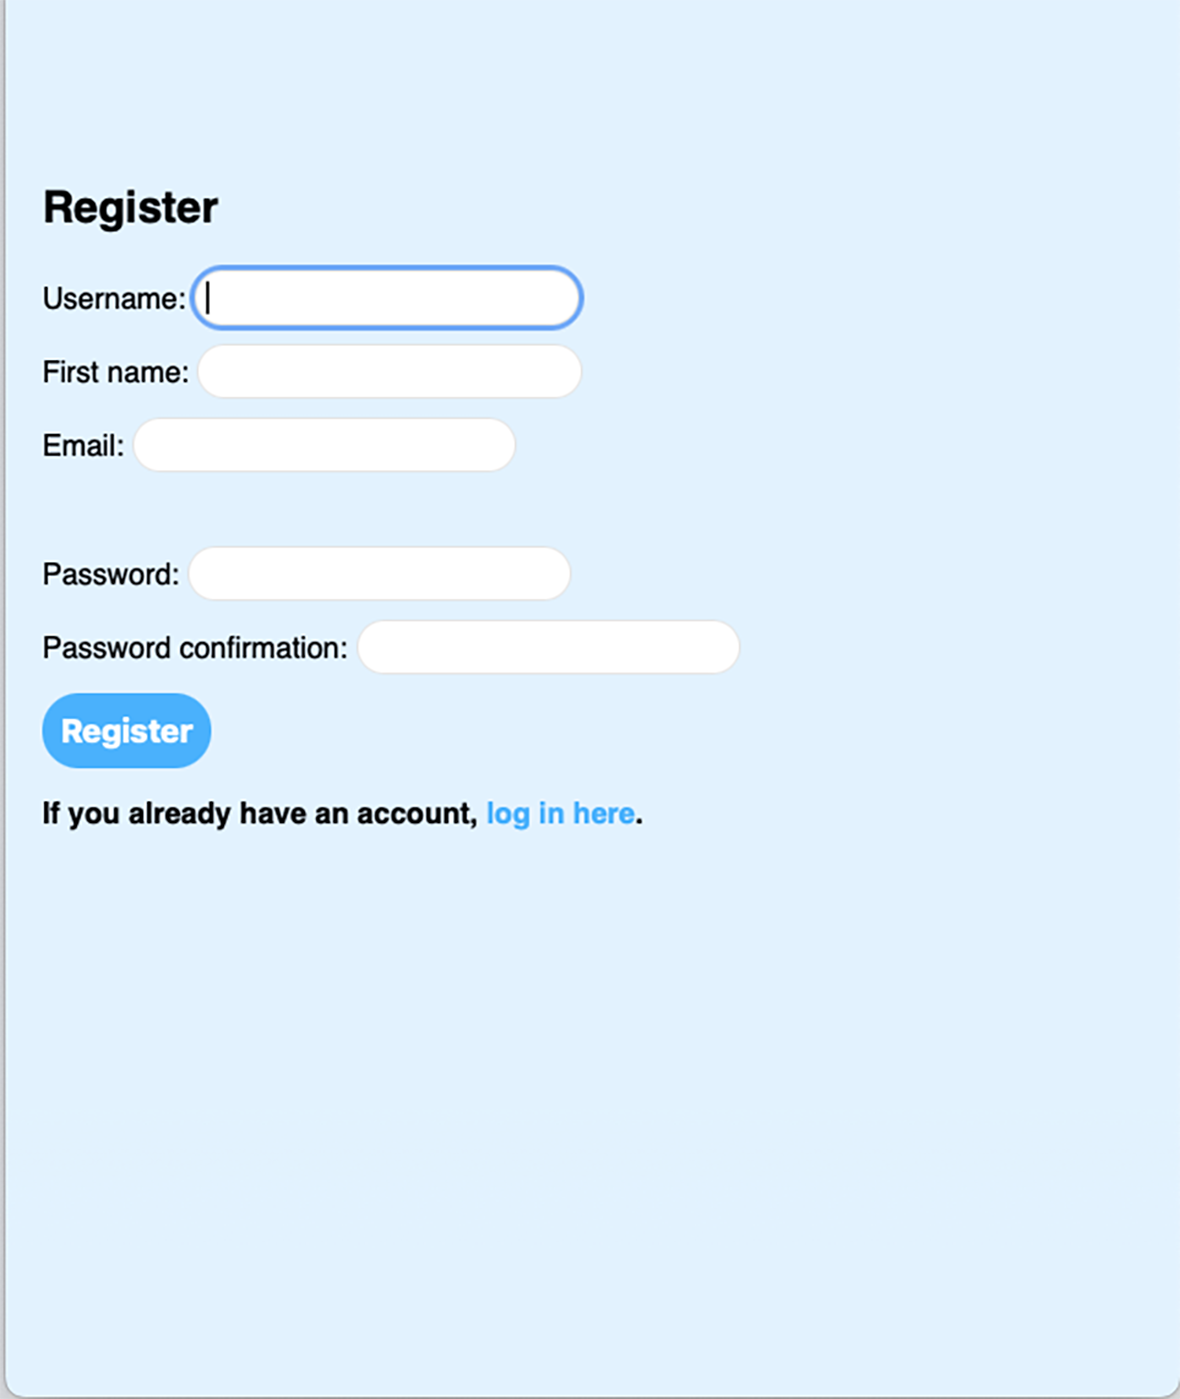 Register
Username:
First name:
Email:
Password:
Password confirmation:
Register
If you already have an account, log in here.